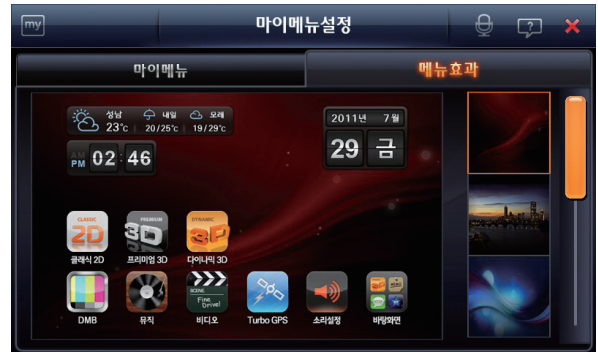 my 마이메뉴설정 ?
마이메뉴 메뉴효과
성남 내일 모레
23°c 20/25°c 19/29°c
2011년 7월
29 금
AM
PM 02:46
CLASSIC 2D PREMIUM 3D DYNAMIC 3D
클래식 2D 프리미엄 3D 다이나믹 3D
SCENE.
Fine Drive!
DMB 뮤직 비디오 Turbo GPS 소리설정 바탕화면